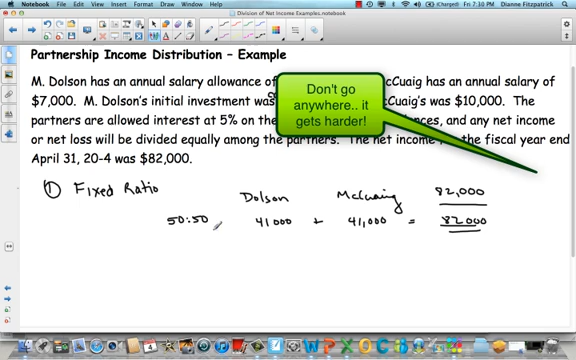 Notebook File Edit View Insert Format Draw Window Help (Charged) Fri 7:30 PM Dianne Fitzpatrick
Division of Net Income Examples.notebook
Partnership Income Distribution – Example
M. Dolson has an annual salary allowance of cCuaig has an annual salary of
$7,000. M. Dolson's initial investment was cCuaig's was $10,000. The
partners are allowed interest at 5% on the ances, and any net income
or net loss will be divided equally among the partners. The net income the fiscal year end
April 31, 20-4 was $82,000.
Don't go
anywhere.. it
gets harder!
① Fixed Ratio
Dolson McCuaig 82,000
50:50 41000 + 41,000 = 82000